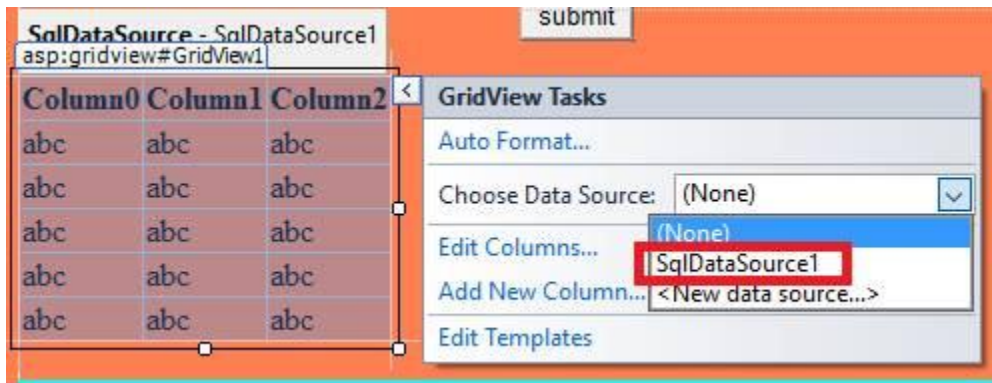 submit
SqlDataSource - SqlDataSource1
asp:gridview#GridView1
Column0 Column1 Column2
abc abc abc
abc abc abc
abc abc abc
abc abc abc
abc abc abc
<
GridView Tasks
Auto Format...
Choose Data Source: (None)
(None)
SqlDataSource1
<New data source...>
Edit Columns...
Add New Column...
Edit Templates